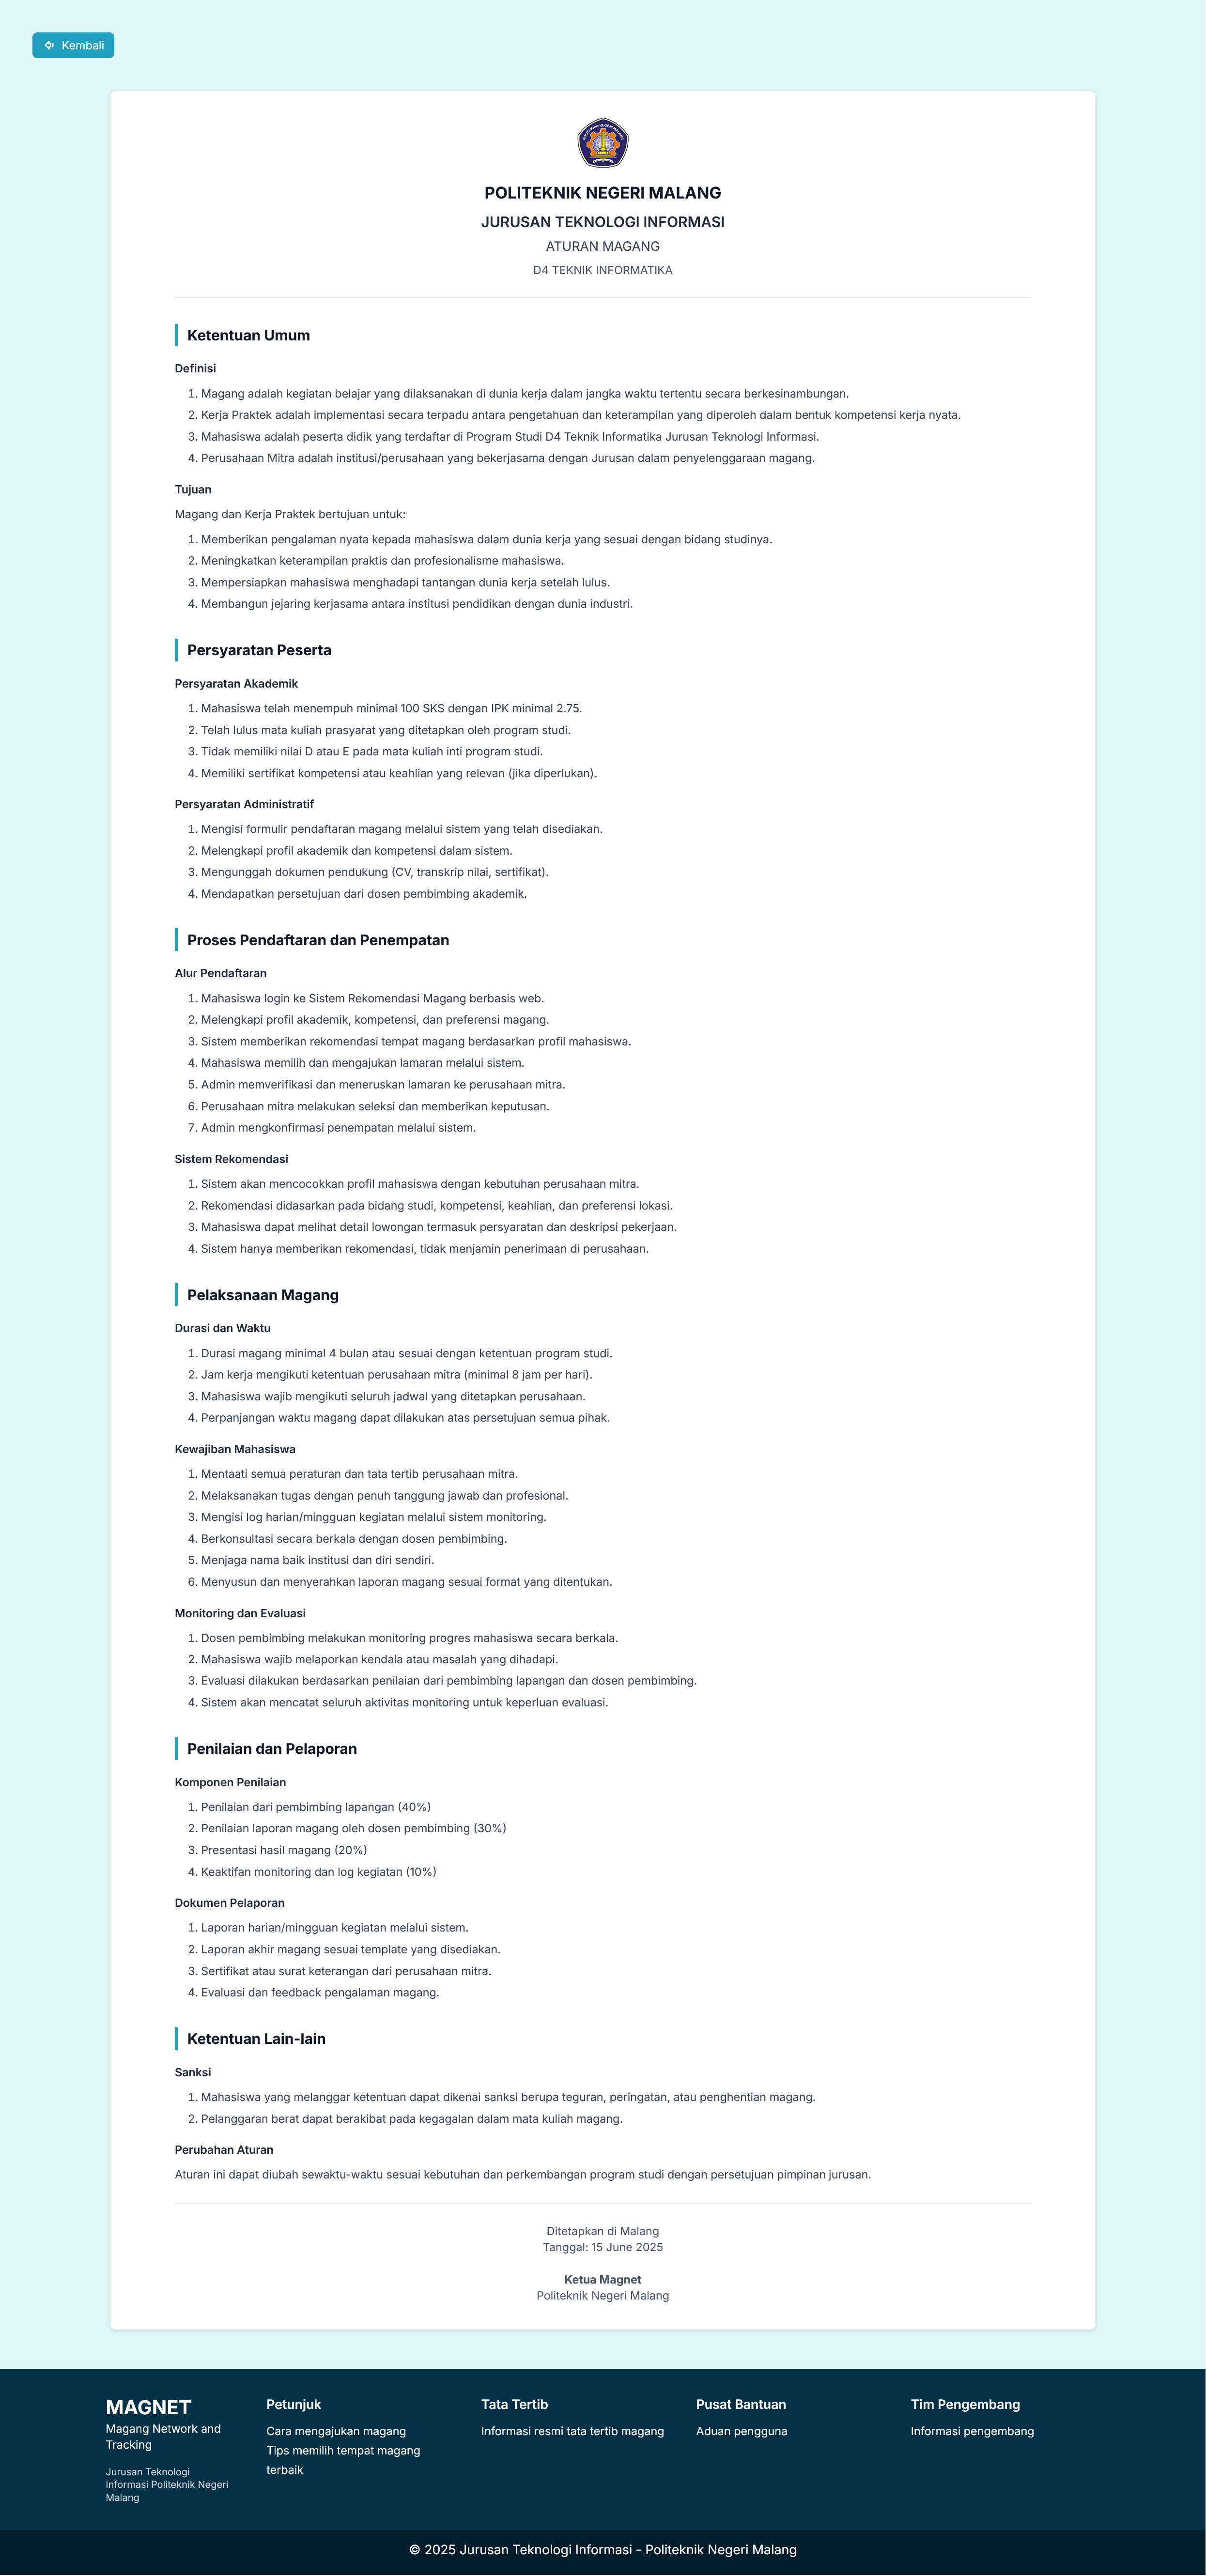 Kembali
POLITEKNIK NEGERI MALANG
POLITEKNIK NEGERI MALANG
JURUSAN TEKNOLOGI INFORMASI
ATURAN MAGANG
D4 TEKNIK INFORMATIKA
Ketentuan Umum
Definisi
1. Magang adalah kegiatan belajar yang dilaksanakan di dunia kerja dalam jangka waktu tertentu secara berkesinambungan.
2. Kerja Praktek adalah implementasi secara terpadu antara pengetahuan dan keterampilan yang diperoleh dalam bentuk kompetensi kerja nyata.
3. Mahasiswa adalah peserta didik yang terdaftar di Program Studi D4 Teknik Informatika Jurusan Teknologi Informasi.
4. Perusahaan Mitra adalah institusi/perusahaan yang bekerjasama dengan Jurusan dalam penyelenggaraan magang.
Tujuan
Magang dan Kerja Praktek bertujuan untuk:
1. Memberikan pengalaman nyata kepada mahasiswa dalam dunia kerja yang sesuai dengan bidang studinya.
2. Meningkatkan keterampilan praktis dan profesionalisme mahasiswa.
3. Mempersiapkan mahasiswa menghadapi tantangan dunia kerja setelah lulus.
4. Membangun jejaring kerjasama antara institusi pendidikan dengan dunia industri.
Persyaratan Peserta
Persyaratan Akademik
1. Mahasiswa telah menempuh minimal 100 SKS dengan IPK minimal 2.75.
2. Telah lulus mata kuliah prasyarat yang ditetapkan oleh program studi.
3. Tidak memiliki nilai D atau E pada mata kuliah inti program studi.
4. Memiliki sertifikat kompetensi atau keahlian yang relevan (jika diperlukan).
Persyaratan Administratif
1. Mengisi formulir pendaftaran magang melalui sistem yang telah disediakan.
2. Melengkapi profil akademik dan kompetensi dalam sistem.
3. Mengunggah dokumen pendukung (CV, transkrip nilai, sertifikat).
4. Mendapatkan persetujuan dari dosen pembimbing akademik.
Proses Pendaftaran dan Penempatan
Alur Pendaftaran
1. Mahasiswa login ke Sistem Rekomendasi Magang berbasis web.
2. Melengkapi profil akademik, kompetensi, dan preferensi magang.
3. Sistem memberikan rekomendasi tempat magang berdasarkan profil mahasiswa.
4. Mahasiswa memilih dan mengajukan lamaran melalui sistem.
5. Admin memverifikasi dan meneruskan lamaran ke perusahaan mitra.
6. Perusahaan mitra melakukan seleksi dan memberikan keputusan.
7. Admin mengkonfirmasi penempatan melalui sistem.
Sistem Rekomendasi
1. Sistem akan mencocokkan profil mahasiswa dengan kebutuhan perusahaan mitra.
2. Rekomendasi didasarkan pada bidang studi, kompetensi, keahlian, dan preferensi lokasi.
3. Mahasiswa dapat melihat detail lowongan termasuk persyaratan dan deskripsi pekerjaan.
4. Sistem hanya memberikan rekomendasi, tidak menjamin penerimaan di perusahaan.
Pelaksanaan Magang
Durasi dan Waktu
1. Durasi magang minimal 4 bulan atau sesuai dengan ketentuan program studi.
2. Jam kerja mengikuti ketentuan perusahaan mitra (minimal 8 jam per hari).
3. Mahasiswa wajib mengikuti seluruh jadwal yang ditetapkan perusahaan.
4. Perpanjangan waktu magang dapat dilakukan atas persetujuan semua pihak.
Kewajiban Mahasiswa
1. Mentaati semua peraturan dan tata tertib perusahaan mitra.
2. Melaksanakan tugas dengan penuh tanggung jawab dan profesional.
3. Mengisi log harian/mingguan kegiatan melalui sistem monitoring.
4. Berkonsultasi secara berkala dengan dosen pembimbing.
5. Menjaga nama baik institusi dan diri sendiri.
6. Menyusun dan menyerahkan laporan magang sesuai format yang ditentukan.
Monitoring dan Evaluasi
1. Dosen pembimbing melakukan monitoring progres mahasiswa secara berkala.
2. Mahasiswa wajib melaporkan kendala atau masalah yang dihadapi.
3. Evaluasi dilakukan berdasarkan penilaian dari pembimbing lapangan dan dosen pembimbing.
4. Sistem akan mencatat seluruh aktivitas monitoring untuk keperluan evaluasi.
Penilaian dan Pelaporan
Komponen Penilaian
1. Penilaian dari pembimbing lapangan (40%)
2. Penilaian laporan magang oleh dosen pembimbing (30%)
3. Presentasi hasil magang (20%)
4. Keaktifan monitoring dan log kegiatan (10%)
Dokumen Pelaporan
1. Laporan harian/mingguan kegiatan melalui sistem.
2. Laporan akhir magang sesuai template yang disediakan.
3. Sertifikat atau surat keterangan dari perusahaan mitra.
4. Evaluasi dan feedback pengalaman magang.
Ketentuan Lain-lain
Sanksi
1. Mahasiswa yang melanggar ketentuan dapat dikenai sanksi berupa teguran, peringatan, atau penghentian magang.
2. Pelanggaran berat dapat berakibat pada kegagalan dalam mata kuliah magang.
Perubahan Aturan
Aturan ini dapat diubah sewaktu-waktu sesuai kebutuhan dan perkembangan program studi dengan persetujuan pimpinan jurusan.
Ditetapkan di Malang
Tanggal: 15 June 2025
Ketua Magnet
Politeknik Negeri Malang
MAGNET
Magang Network and
Tracking
Jurusan Teknologi
Informasi Politeknik Negeri
Malang
Petunjuk
Cara mengajukan magang
Tips memilih tempat magang
terbaik
Tata Tertib
Informasi resmi tata tertib magang
Pusat Bantuan
Aduan pengguna
Tim Pengembang
Informasi pengembang
© 2025 Jurusan Teknologi Informasi - Politeknik Negeri Malang